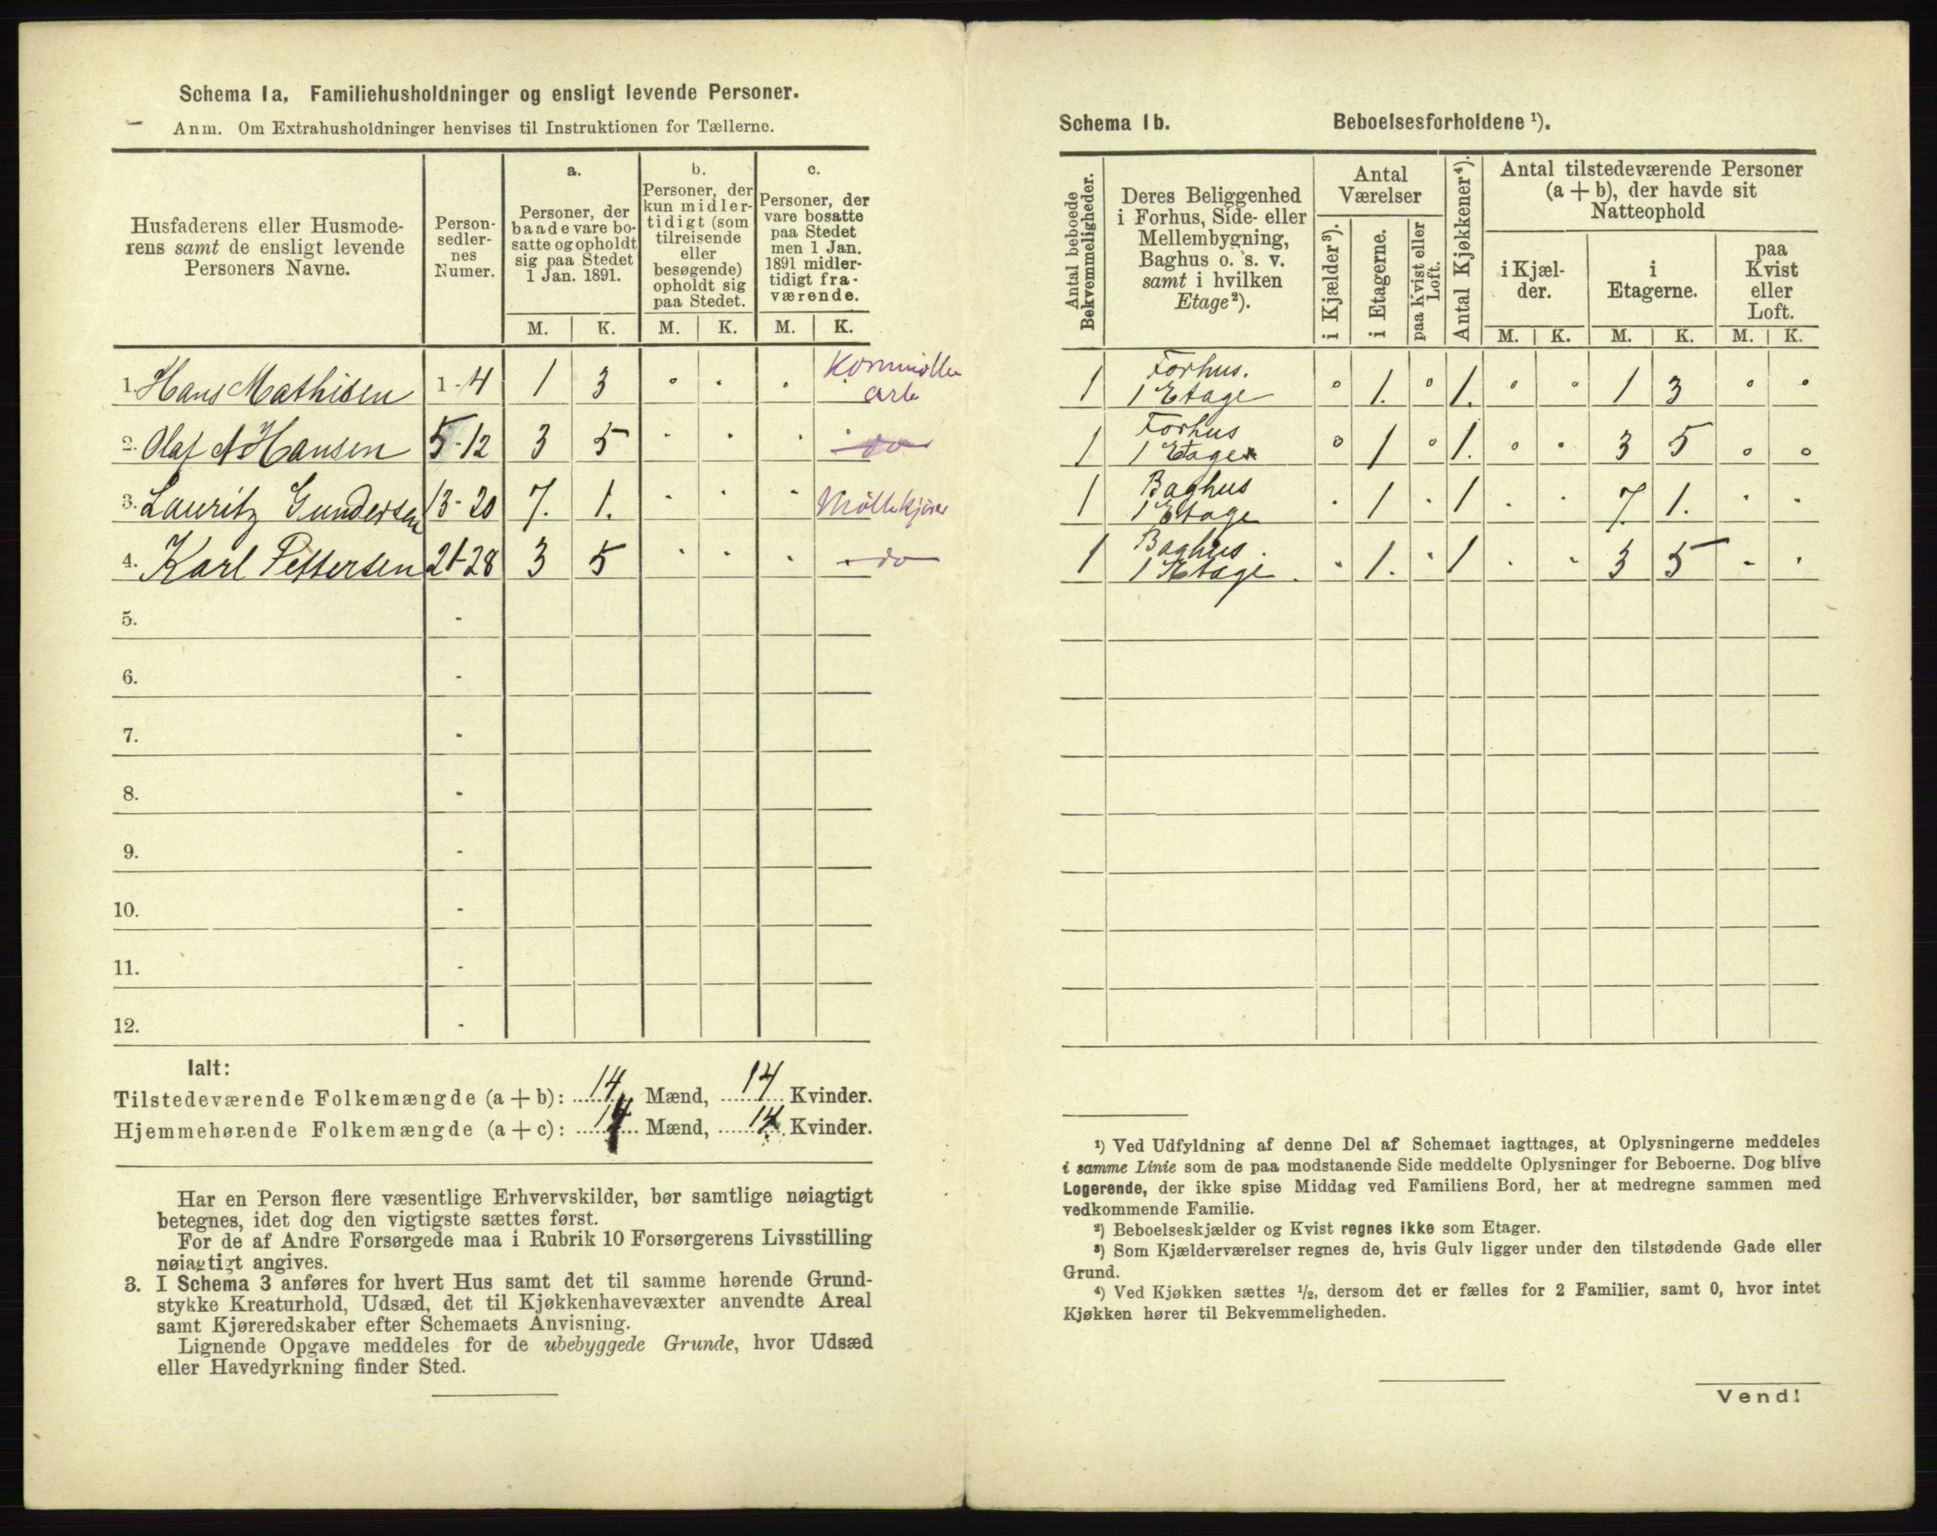 Schema 1a, Familiehusholdninger og ensligt levende Personer.
Anm. Om Extrahusholdninger henvises til Instruktionen for Tællerne.
Husfaderens eller Husmode-
rens samt de ensligt levende
Personers Navne.
Person-
sedler-
nes
Numer.
a.
Personer, der
baade vare bo-
satte og opholdt
sig paa Stedet
1 Jan. 1891.
b.
Personer, der
kun midler-
tidigt (som
tilreisende
eller
besøgende)
opholdt sig
paa Stedet.
c.
Personer, der
vare bosatte
paa Stedet
men 1 Jan.
1891 midler-
tidigt fra-
værende.
M. K. M. K. M. K.
1. Hans Mathisen 1-4 1 3 Kornmølle
arb
2. Olaf A Hansen 5-12 3 5 do
3. Lauritz Gundersen 13-20 7. 1. Møllekjører
4. Karl Pettersen 21-28 3 5 do
5. -
6. -
7. -
8. -
9. -
10. -
11. -
12. -
Ialt:
Tilstedeværende Folkemængde (a + b): 14 Mænd, 14 Kvinder.
Hjemmehørende Folkemængde (a + c): 14 Mænd, 14 Kvinder.
Har en Person flere væsentlige Erhvervskilder, bør samtlige nøiagtigt
betegnes, idet dog den vigtigste sættes først.
For de af Andre Forsørgede maa i Rubrik 10 Forsørgerens Livsstilling
nøiagtigt angives.
3. I Schema 3 anføres for hvert Hus samt det til samme hørende Grund-
stykke Kreaturhold, Udsæd, det til Kjøkkenhavevæxter anvendte Areal
samt Kjøreredskaber efter Schemaets Anvisning.
Lignende Opgave meddeles for de ubebyggede Grunde, hvor Udsæd
eller Havedyrkning finder Sted.
Schema 1b. Beboelsesforholdene ¹).
Antal beboede
Bekvemmeligheder.
Deres Beliggenhed
i Forhus, Side- eller
Mellembygning,
Baghus o. s. v.
samt i hvilken
Etage²).
Antal
Værelser
i Kjælder³).
i Etagerne.
paa Kvist eller
Loft.
Antal Kjøkkener⁴).
Antal tilstedeværende Personer
(a + b), der havde sit
Natteophold
i Kjæl-
der.
i
Etagerne.
paa
Kvist
eller
Loft.
M. K. M. K. M. K.
1 Forhus.
1 Etage 0 1. 0 1. 0 0 1 3 0 0
1 Forhus
1 Etage 0 1 0 1. 0 0 3 5 0 0
1 Baghus
1 Etage 1 1 7. 1.
1 Baghus.
1 Etage. 1. 1 3 5
¹) Ved Udfyldning af denne Del af Schemaet iagttages, at Oplysningerne meddeles
i samme Linie som de paa modstaaende Side meddelte Oplysninger for Beboerne. Dog blive
Logerende, der ikke spise Middag ved Familiens Bord, her at medregne sammen med
vedkommende Familie.
²) Beboelseskjælder og Kvist regnes ikke som Etager.
³) Som Kjælderværelser regnes de, hvis Gulv ligger under den tilstødende Gade eller
Grund.
⁴) Ved Kjøkken sættes ½, dersom det er fælles for 2 Familier, samt 0, hvor intet
Kjøkken hører til Bekvemmeligheden.
Vend!